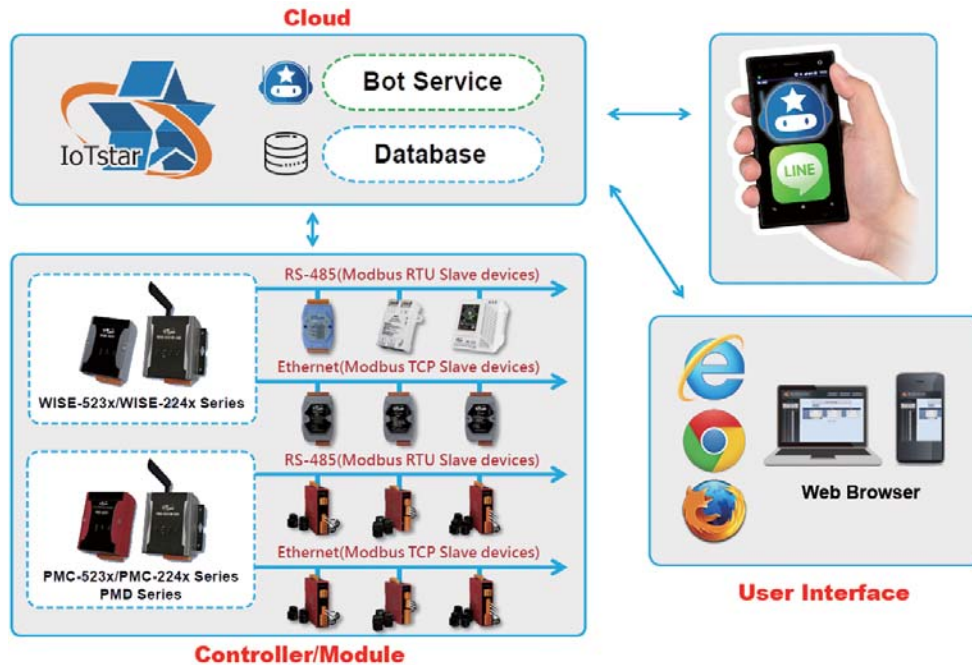 Cloud
IoTstar
Bot Service
Database
LINE
RS-485(Modbus RTU Slave devices)
Ethernet(Modbus TCP Slave devices)
WISE-523x/WISE-224x Series
RS-485(Modbus RTU Slave devices)
Ethernet(Modbus TCP Slave devices)
PMC-523x/PMC-224x Series
PMD Series
Controller/Module
Web Browser
User Interface